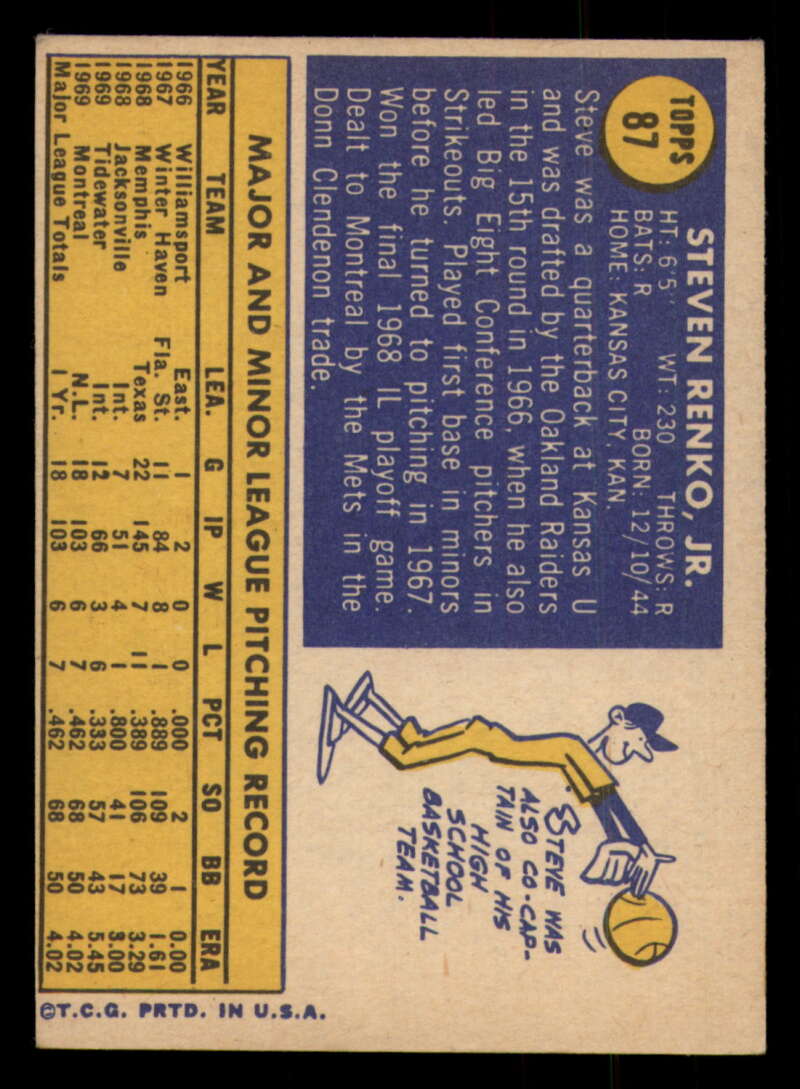 TOPPS
87
STEVEN RENKO, JR.
HT: 6'5" WT: 230 THROWS: R
BATS: R BORN: 12/10/44
HOME: KANSAS CITY, KAN.
Steve was a quarterback at Kansas U
and was drafted by the Oakland Raiders
in the 15th round in 1966, when he also
led Big Eight Conference pitchers in
Strikeouts. Played first base in minors
before he turned to pitching in 1967.
Won the final 1968 IL playoff game.
Dealt to Montreal by the Mets in the
Donn Clendenon trade.
STEVE WAS
ALSO CO-CAP-
TAIN OF HIS
HIGH
SCHOOL
BASKETBALL
TEAM.
MAJOR AND MINOR LEAGUE PITCHING RECORD
YEAR TEAM LEA. G IP W L PCT SO BB ERA
1966 Williamsport East. 1 2 0 0 .000 2 1 0.00
1967 Winter Haven Fla. St. 11 84 8 1 .889 109 39 1.61
1968 Memphis Texas 22 145 7 11 .389 106 73 3.29
1968 Jacksonville Int. 7 51 4 1 .800 41 17 3.00
1969 Tidewater Int. 12 66 3 6 .333 57 43 5.45
1969 Montreal N.L. 18 103 6 7 .462 68 50 4.02
Major League Totals 1 Yr. 18 103 6 7 .462 68 50 4.02
©T.C.G. PRTD. IN U.S.A.